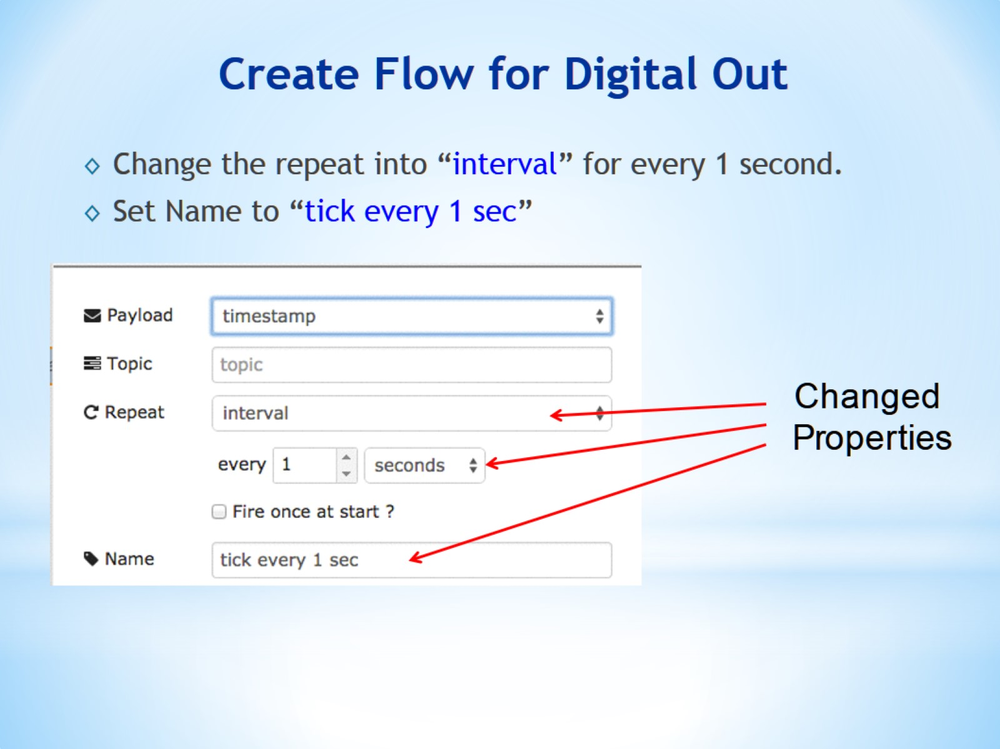 Create Flow for Digital Out
Change the repeat into “interval” for every 1 second.
Set Name to “tick every 1 sec”
Payload timestamp
Topic topic
Repeat interval
every 1 seconds
Fire once at start ?
Name tick every 1 sec
Changed
Properties